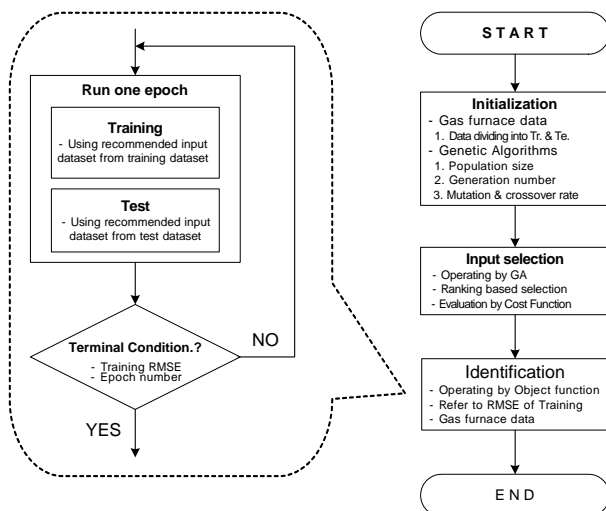 Run one epoch
Training
- Using recommended input
dataset from training dataset
Test
- Using recommended input
dataset from test dataset
Terminal Condition.?
- Training RMSE
- Epoch number
NO
YES
START
Initialization
- Gas furnace data
1. Data dividing into Tr. & Te.
- Genetic Algorithms
1. Population size
2. Generation number
3. Mutation & crossover rate
Input selection
- Operating by GA
- Ranking based selection
- Evaluation by Cost Function
Identification
- Operating by Object function
- Refer to RMSE of Training
- Gas furnace data
END